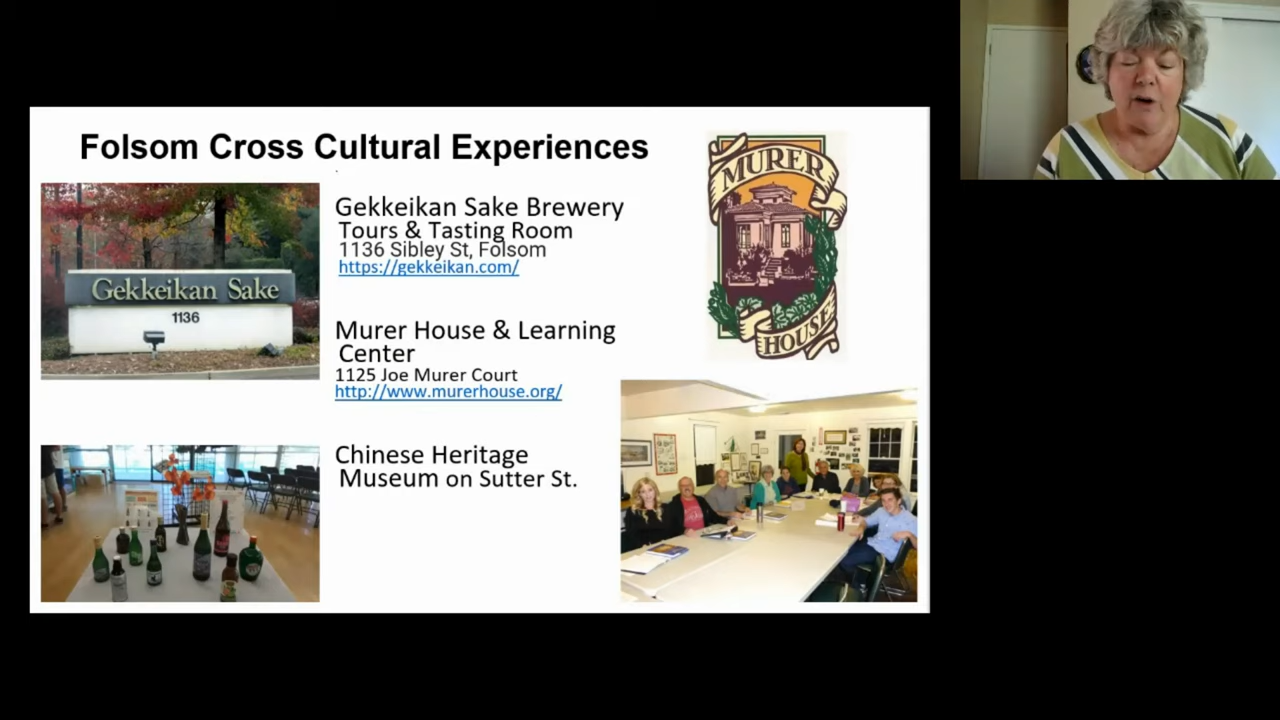 Folsom Cross Cultural Experiences
Gekkeikan Sake
1136
Gekkeikan Sake Brewery
Tours & Tasting Room
1136 Sibley St, Folsom
https://gekkeikan.com/
Murer House & Learning
Center
1125 Joe Murer Court
http://www.murerhouse.org/
Chinese Heritage
Museum on Sutter St.
MURER
HOUSE